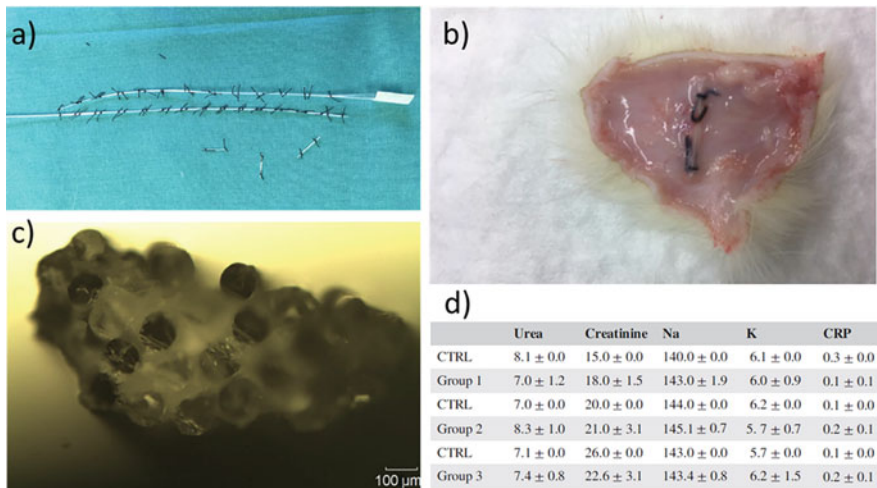 a)
b)
c)
100 µm
d)
Urea Creatinine Na K CRP
CTRL 8.1 ± 0.0 15.0 ± 0.0 140.0 ± 0.0 6.1 ± 0.0 0.3 ± 0.0
Group 1 7.0 ± 1.2 18.0 ± 1.5 143.0 ± 1.9 6.0 ± 0.9 0.1 ± 0.1
CTRL 7.0 ± 0.0 20.0 ± 0.0 144.0 ± 0.0 6.2 ± 0.0 0.1 ± 0.0
Group 2 8.3 ± 1.0 21.0 ± 3.1 145.1 ± 0.7 5. 7 ± 0.7 0.2 ± 0.1
CTRL 7.1 ± 0.0 26.0 ± 0.0 143.0 ± 0.0 5.7 ± 0.0 0.1 ± 0.0
Group 3 7.4 ± 0.8 22.6 ± 3.1 143.4 ± 0.8 6.2 ± 1.5 0.2 ± 0.1